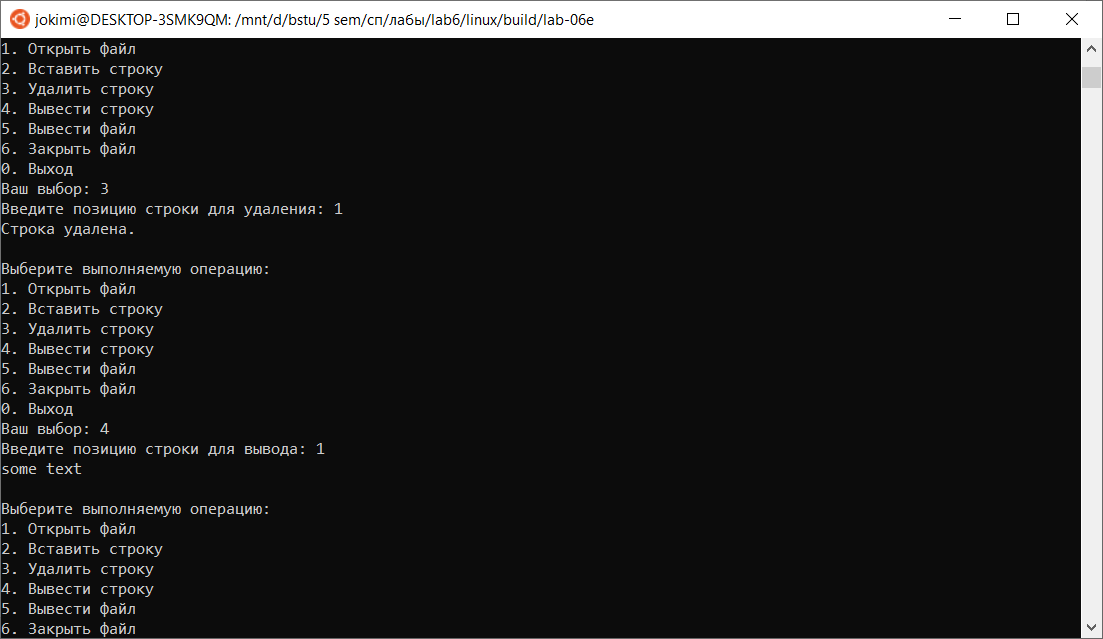 jokimi@DESKTOP-3SMK9QM: /mnt/d/bstu/5 sem/сп/лабы/lab6/linux/build/lab-06e
1. Открыть файл
2. Вставить строку
3. Удалить строку
4. Вывести строку
5. Вывести файл
6. Закрыть файл
0. Выход
Ваш выбор: 3
Введите позицию строки для удаления: 1
Строка удалена.

Выберите выполняемую операцию:
1. Открыть файл
2. Вставить строку
3. Удалить строку
4. Вывести строку
5. Вывести файл
6. Закрыть файл
0. Выход
Ваш выбор: 4
Введите позицию строки для вывода: 1
some text

Выберите выполняемую операцию:
1. Открыть файл
2. Вставить строку
3. Удалить строку
4. Вывести строку
5. Вывести файл
6. Закрыть файл